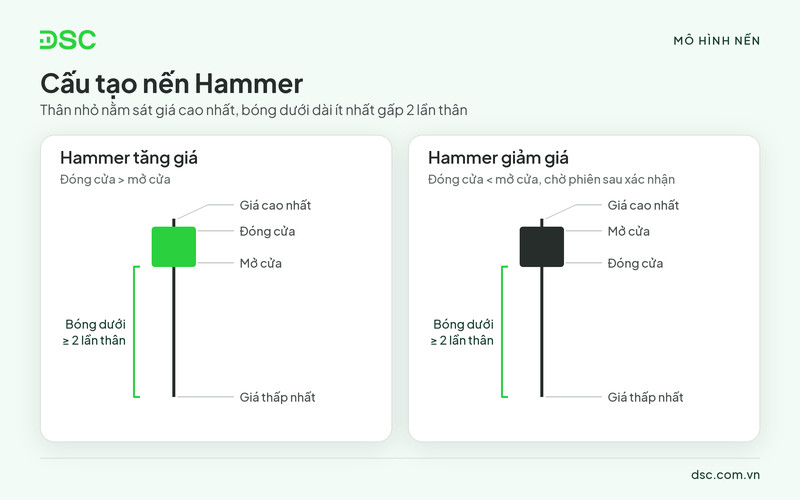 DSC
MÔ HÌNH NẾN
Cấu tạo nến Hammer
Thân nhỏ nằm sát giá cao nhất, bóng dưới dài ít nhất gấp 2 lần thân
Hammer tăng giá
Đóng cửa > mở cửa
Giá cao nhất
Đóng cửa
Mở cửa
Bóng dưới
≥ 2 lần thân
Giá thấp nhất
Hammer giảm giá
Đóng cửa < mở cửa, chờ phiên sau xác nhận
Giá cao nhất
Mở cửa
Đóng cửa
Bóng dưới
≥ 2 lần thân
Giá thấp nhất
dsc.com.vn